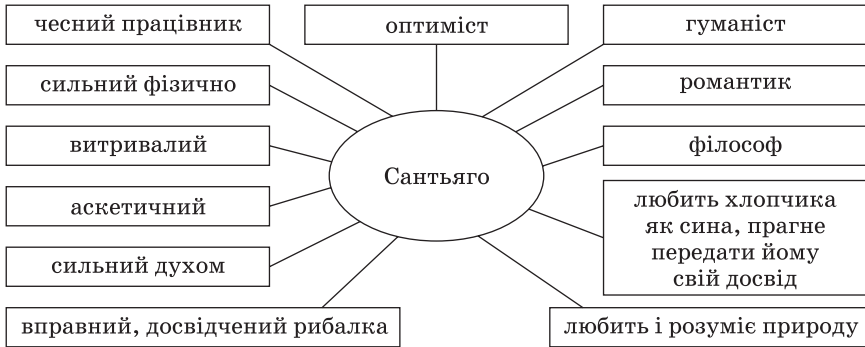 чесний працівник
оптиміст
гуманіст
сильний фізично
романтик
витривалий
філософ
Сантьяго
аскетичний
любить хлопчика
як сина, прагне
передати йому
свій досвід
сильний духом
вправний, досвідчений рибалка
любить і розуміє природу